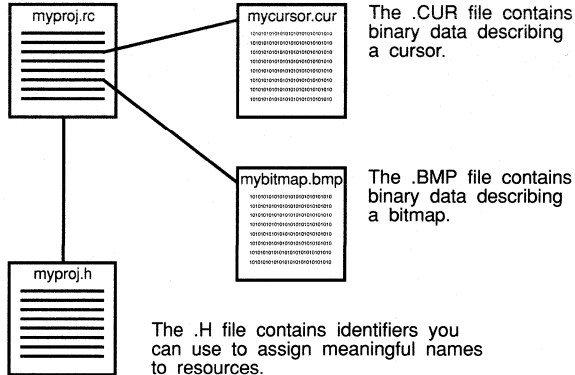 myproj.rc
mycursor.cur
The .CUR file contains
binary data describing
a cursor.
mybitmap.bmp
The .BMP file contains
binary data describing
a bitmap.
myproj.h
The .H file contains identifiers you
can use to assign meaningful names
to resources.